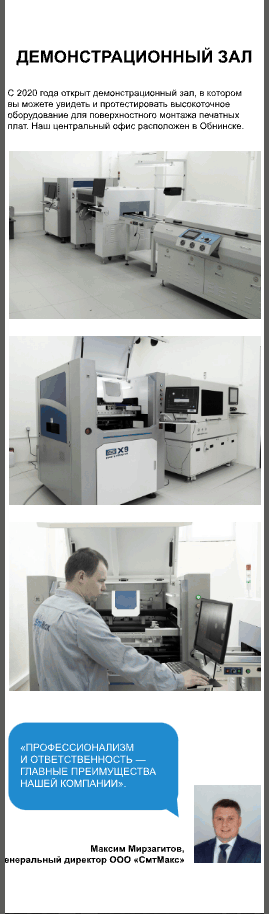 ДЕМОНСТРАЦИОННЫЙ ЗАЛ
С 2020 года открыт демонстрационный зал, в котором
вы можете увидеть и протестировать высокоточное
оборудование для поверхностного монтажа печатных
плат. Наш центральный офис расположен в Обнинске.
X9
«ПРОФЕССИОНАЛИЗМ
И ОТВЕТСТВЕННОСТЬ —
ГЛАВНЫЕ ПРЕИМУЩЕСТВА
НАШЕЙ КОМПАНИИ».
Максим Мирзагитов,
енеральный директор ООО «СмтМакс»